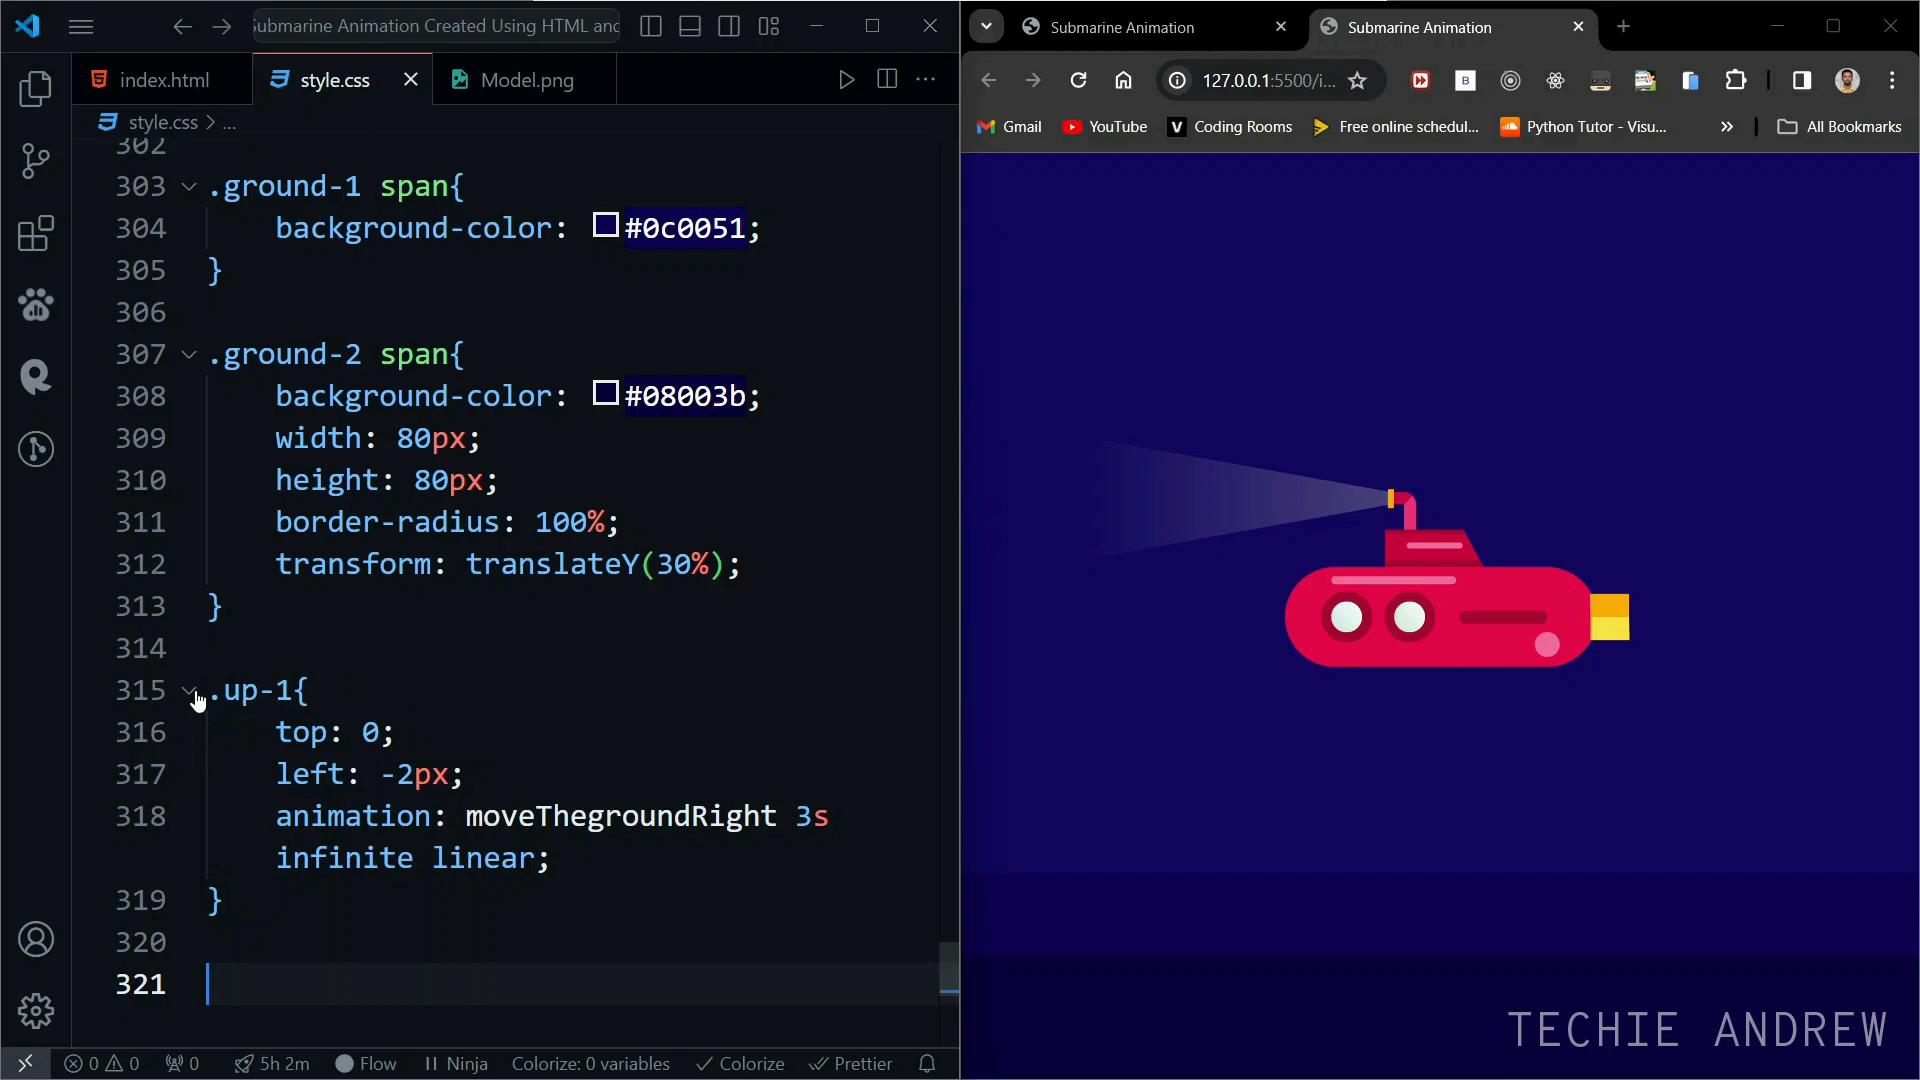 Submarine Animation Created Using HTML and
index.html
style.css
Model.png
style.css > ...
302
303 .ground-1 span{
304 background-color: #0c0051;
305 }
306
307 .ground-2 span{
308 background-color: #08003b;
309 width: 80px;
310 height: 80px;
311 border-radius: 100%;
312 transform: translateY(30%);
313 }
314
315 .up-1{
316 top: 0;
317 left: -2px;
318 animation: moveThegroundRight 3s
infinite linear;
319 }
320
321
0 0 0 5h 2m Flow Ninja Colorize: 0 variables Colorize Prettier
Submarine Animation
Submarine Animation
127.0.0.1:5500/i...
B
Gmail YouTube V Coding Rooms Free online schedul... Python Tutor - Visu... All Bookmarks
TECHIE ANDREW